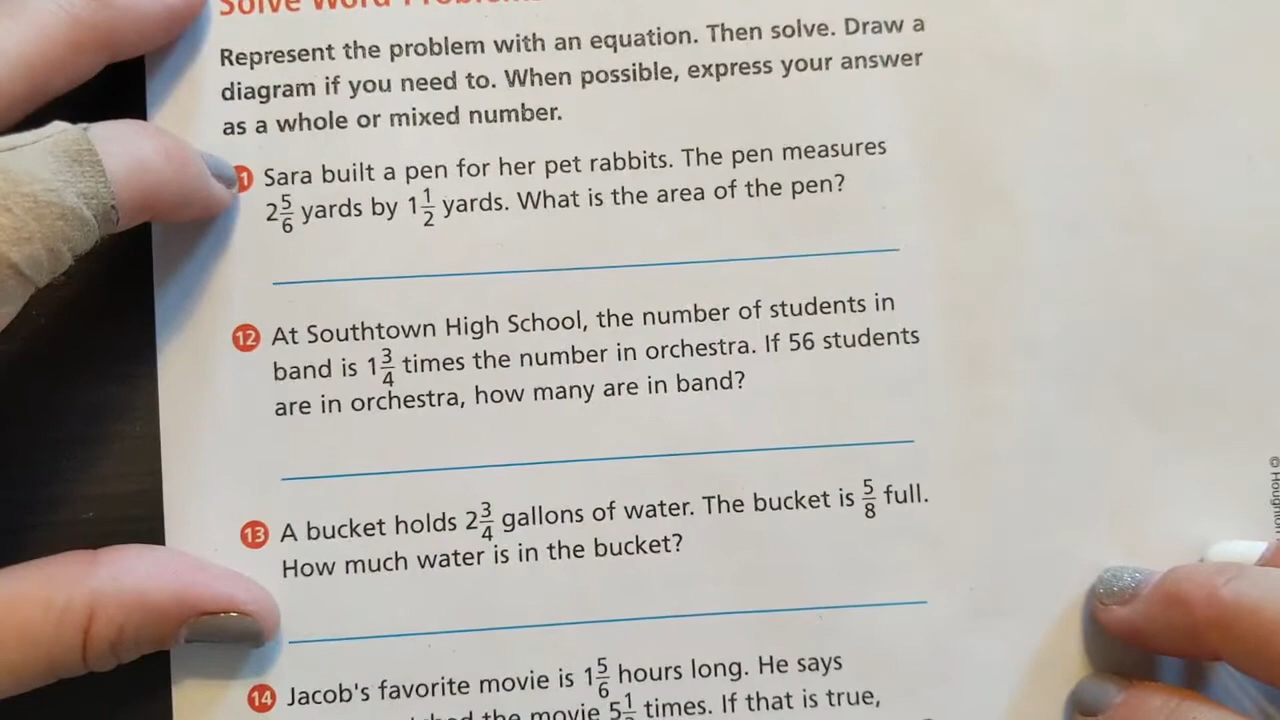 Solve Word Problems
Represent the problem with an equation. Then solve. Draw a
diagram if you need to. When possible, express your answer
as a whole or mixed number.
1 Sara built a pen for her pet rabbits. The pen measures
2 5/6 yards by 1 1/2 yards. What is the area of the pen?
12 At Southtown High School, the number of students in
band is 1 3/4 times the number in orchestra. If 56 students
are in orchestra, how many are in band?
13 A bucket holds 2 3/4 gallons of water. The bucket is 5/8 full.
How much water is in the bucket?
14 Jacob's favorite movie is 1 5/6 hours long. He says
the movie 5 times. If that is true,
© Houghton